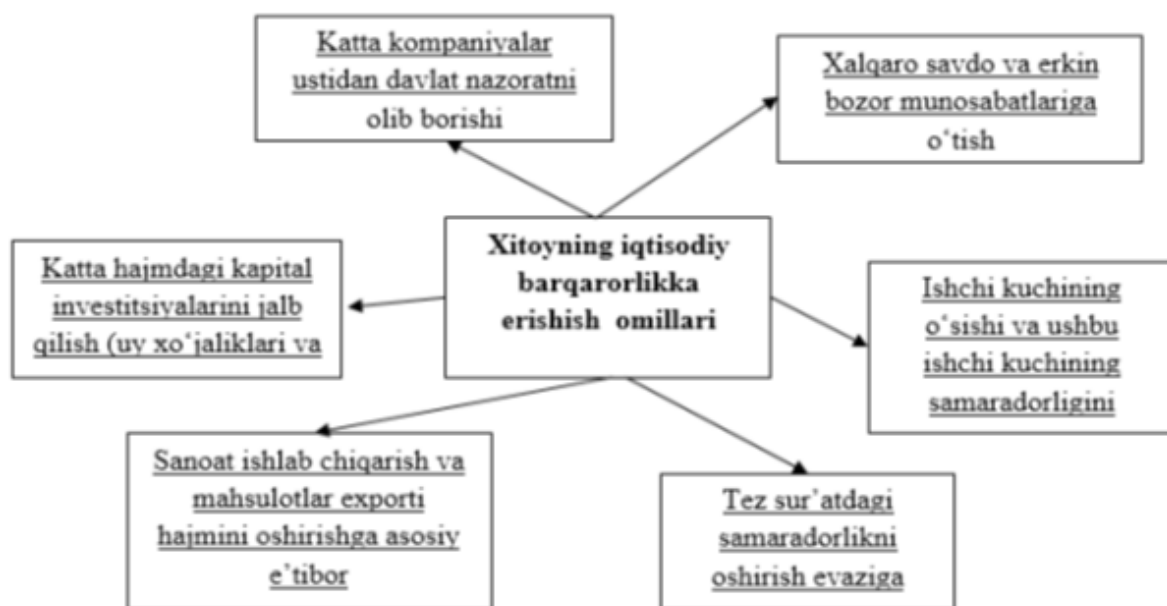 Katta kompaniyalar
ustidan davlat nazoratni
olib borishi
Xalqaro savdo va erkin
bozor munosabatlariga
o‘tish
Xitoyning iqtisodiy
barqarorlikka
erishish omillari
Katta hajmdagi kapital
investitsiyalarini jalb
qilish (uy xo‘jaliklari va
Ishchi kuchining
o‘sishi va ushbu
ishchi kuchining
samaradorligini
Sanoat ishlab chiqarish va
mahsulotlar exporti
hajmini oshirishga asosiy
e’tibor
Tez sur’atdagi
samaradorlikni
oshirish evaziga